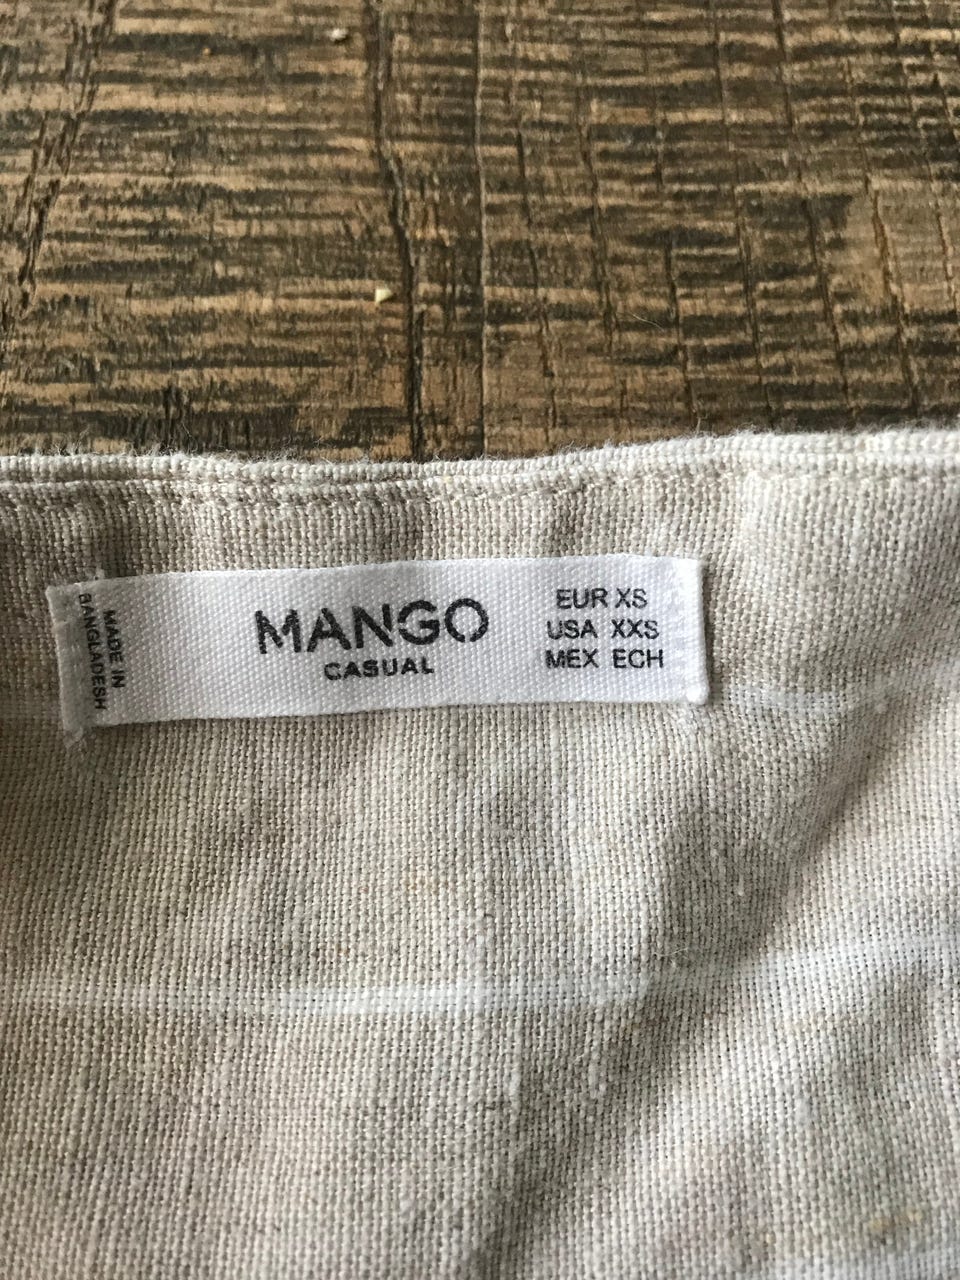 MADE IN
BANGLADESH
MANGO
CASUAL
EUR XS
USA XXS
MEX ECH